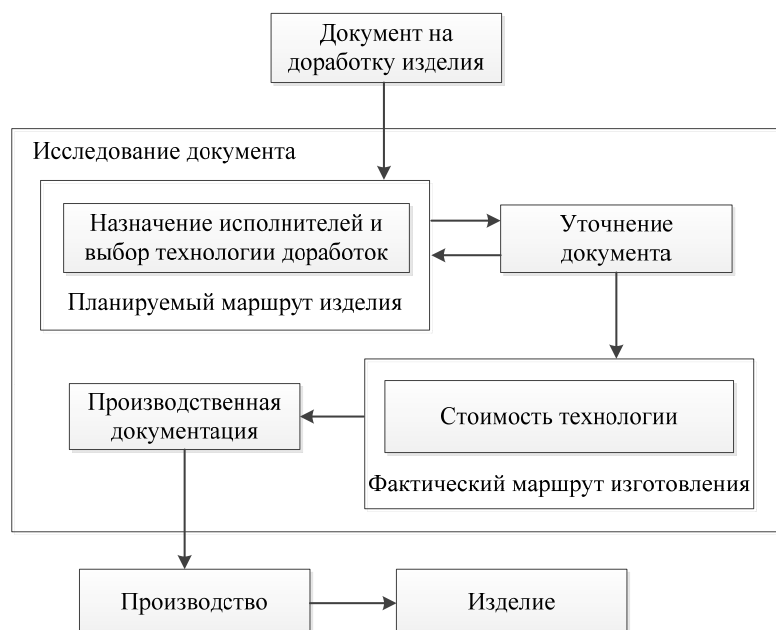 Документ на
доработку изделия
Исследование документа
Назначение исполнителей и
выбор технологии доработок
Планируемый маршрут изделия
Уточнение
документа
Стоимость технологии
Фактический маршрут изготовления
Производственная
документация
Производство
Изделие